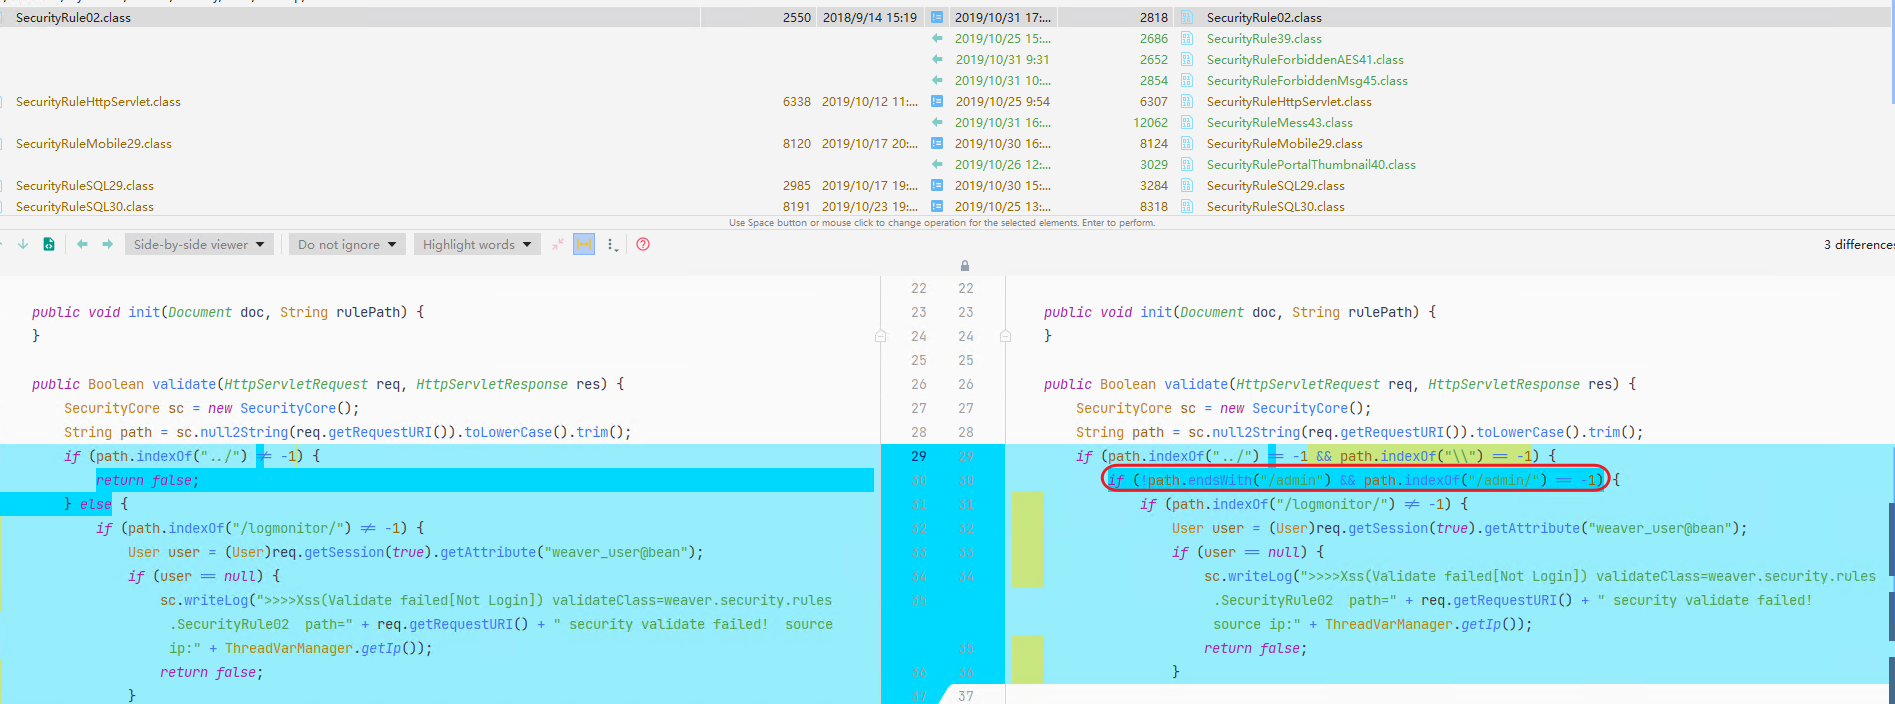 SecurityRule02.class 2550 2018/9/14 15:19 2019/10/31 17:... 2818 SecurityRule02.class
2019/10/25 15:... 2686 SecurityRule39.class
2019/10/31 9:31 2652 SecurityRuleForbiddenAES41.class
2019/10/31 10:... 2854 SecurityRuleForbiddenMsg45.class
SecurityRuleHttpServlet.class 6338 2019/10/12 11:... 2019/10/25 9:54 6307 SecurityRuleHttpServlet.class
2019/10/31 16:... 12062 SecurityRuleMess43.class
SecurityRuleMobile29.class 8120 2019/10/17 20:... 2019/10/30 16:... 8124 SecurityRuleMobile29.class
2019/10/26 12:... 3029 SecurityRulePortalThumbnail40.class
SecurityRuleSQL29.class 2985 2019/10/17 19:... 2019/10/30 15:... 3284 SecurityRuleSQL29.class
SecurityRuleSQL30.class 8191 2019/10/23 19:... 2019/10/25 13:... 8318 SecurityRuleSQL30.class
Use Space button or mouse click to change operation for the selected elements. Enter to perform.
Side-by-side viewer Do not ignore Highlight words 3 differences
22 22
public void init(Document doc, String rulePath) { 23 23 public void init(Document doc, String rulePath) {
} 24 24 }
25 25
public Boolean validate(HttpServletRequest req, HttpServletResponse res) { 26 26 public Boolean validate(HttpServletRequest req, HttpServletResponse res) {
SecurityCore sc = new SecurityCore(); 27 27 SecurityCore sc = new SecurityCore();
String path = sc.null2String(req.getRequestURI()).toLowerCase().trim(); 28 28 String path = sc.null2String(req.getRequestURI()).toLowerCase().trim();
if (path.indexOf("../") != -1) { 29 29 if (path.indexOf("../") == -1 && path.indexOf("\\") == -1) {
return false; 30 30 if (!path.endsWith("/admin") && path.indexOf("/admin/") == -1) {
} else { 31 31 if (path.indexOf("/logmonitor/") != -1) {
if (path.indexOf("/logmonitor/") != -1) { 32 32 User user = (User)req.getSession(true).getAttribute("weaver_user@bean");
User user = (User)req.getSession(true).getAttribute("weaver_user@bean"); 33 33 if (user == null) {
if (user == null) { 34 34 sc.writeLog(">>>>Xss(Validate failed[Not Login]) validateClass=weaver.security.rules
sc.writeLog(">>>>Xss(Validate failed[Not Login]) validateClass=weaver.security.rules 35 .SecurityRule02  path=" + req.getRequestURI() + " security validate failed!
.SecurityRule02  path=" + req.getRequestURI() + " security validate failed!  source source ip:" + ThreadVarManager.getIp());
ip:" + ThreadVarManager.getIp()); 35 return false;
return false; 36 36 }
} 37 37